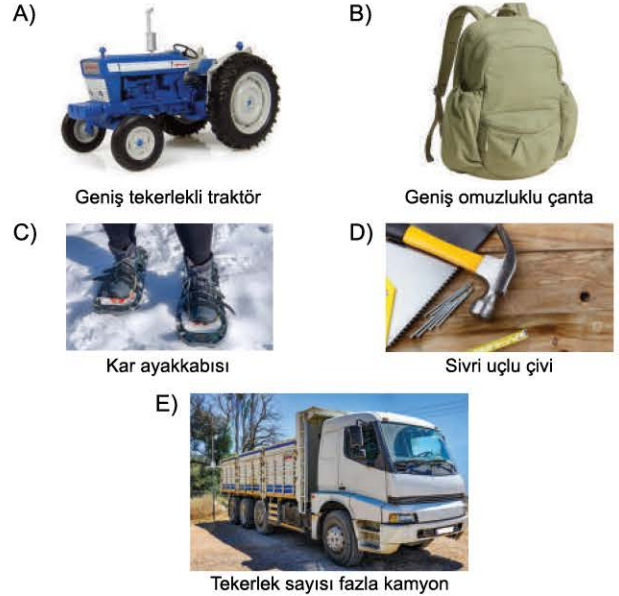 A)
B)
Geniş tekerlekli traktör
Geniş omuzluklu çanta
C)
D)
Kar ayakkabısı
Sivri uçlu çivi
E)
Tekerlek sayısı fazla kamyon